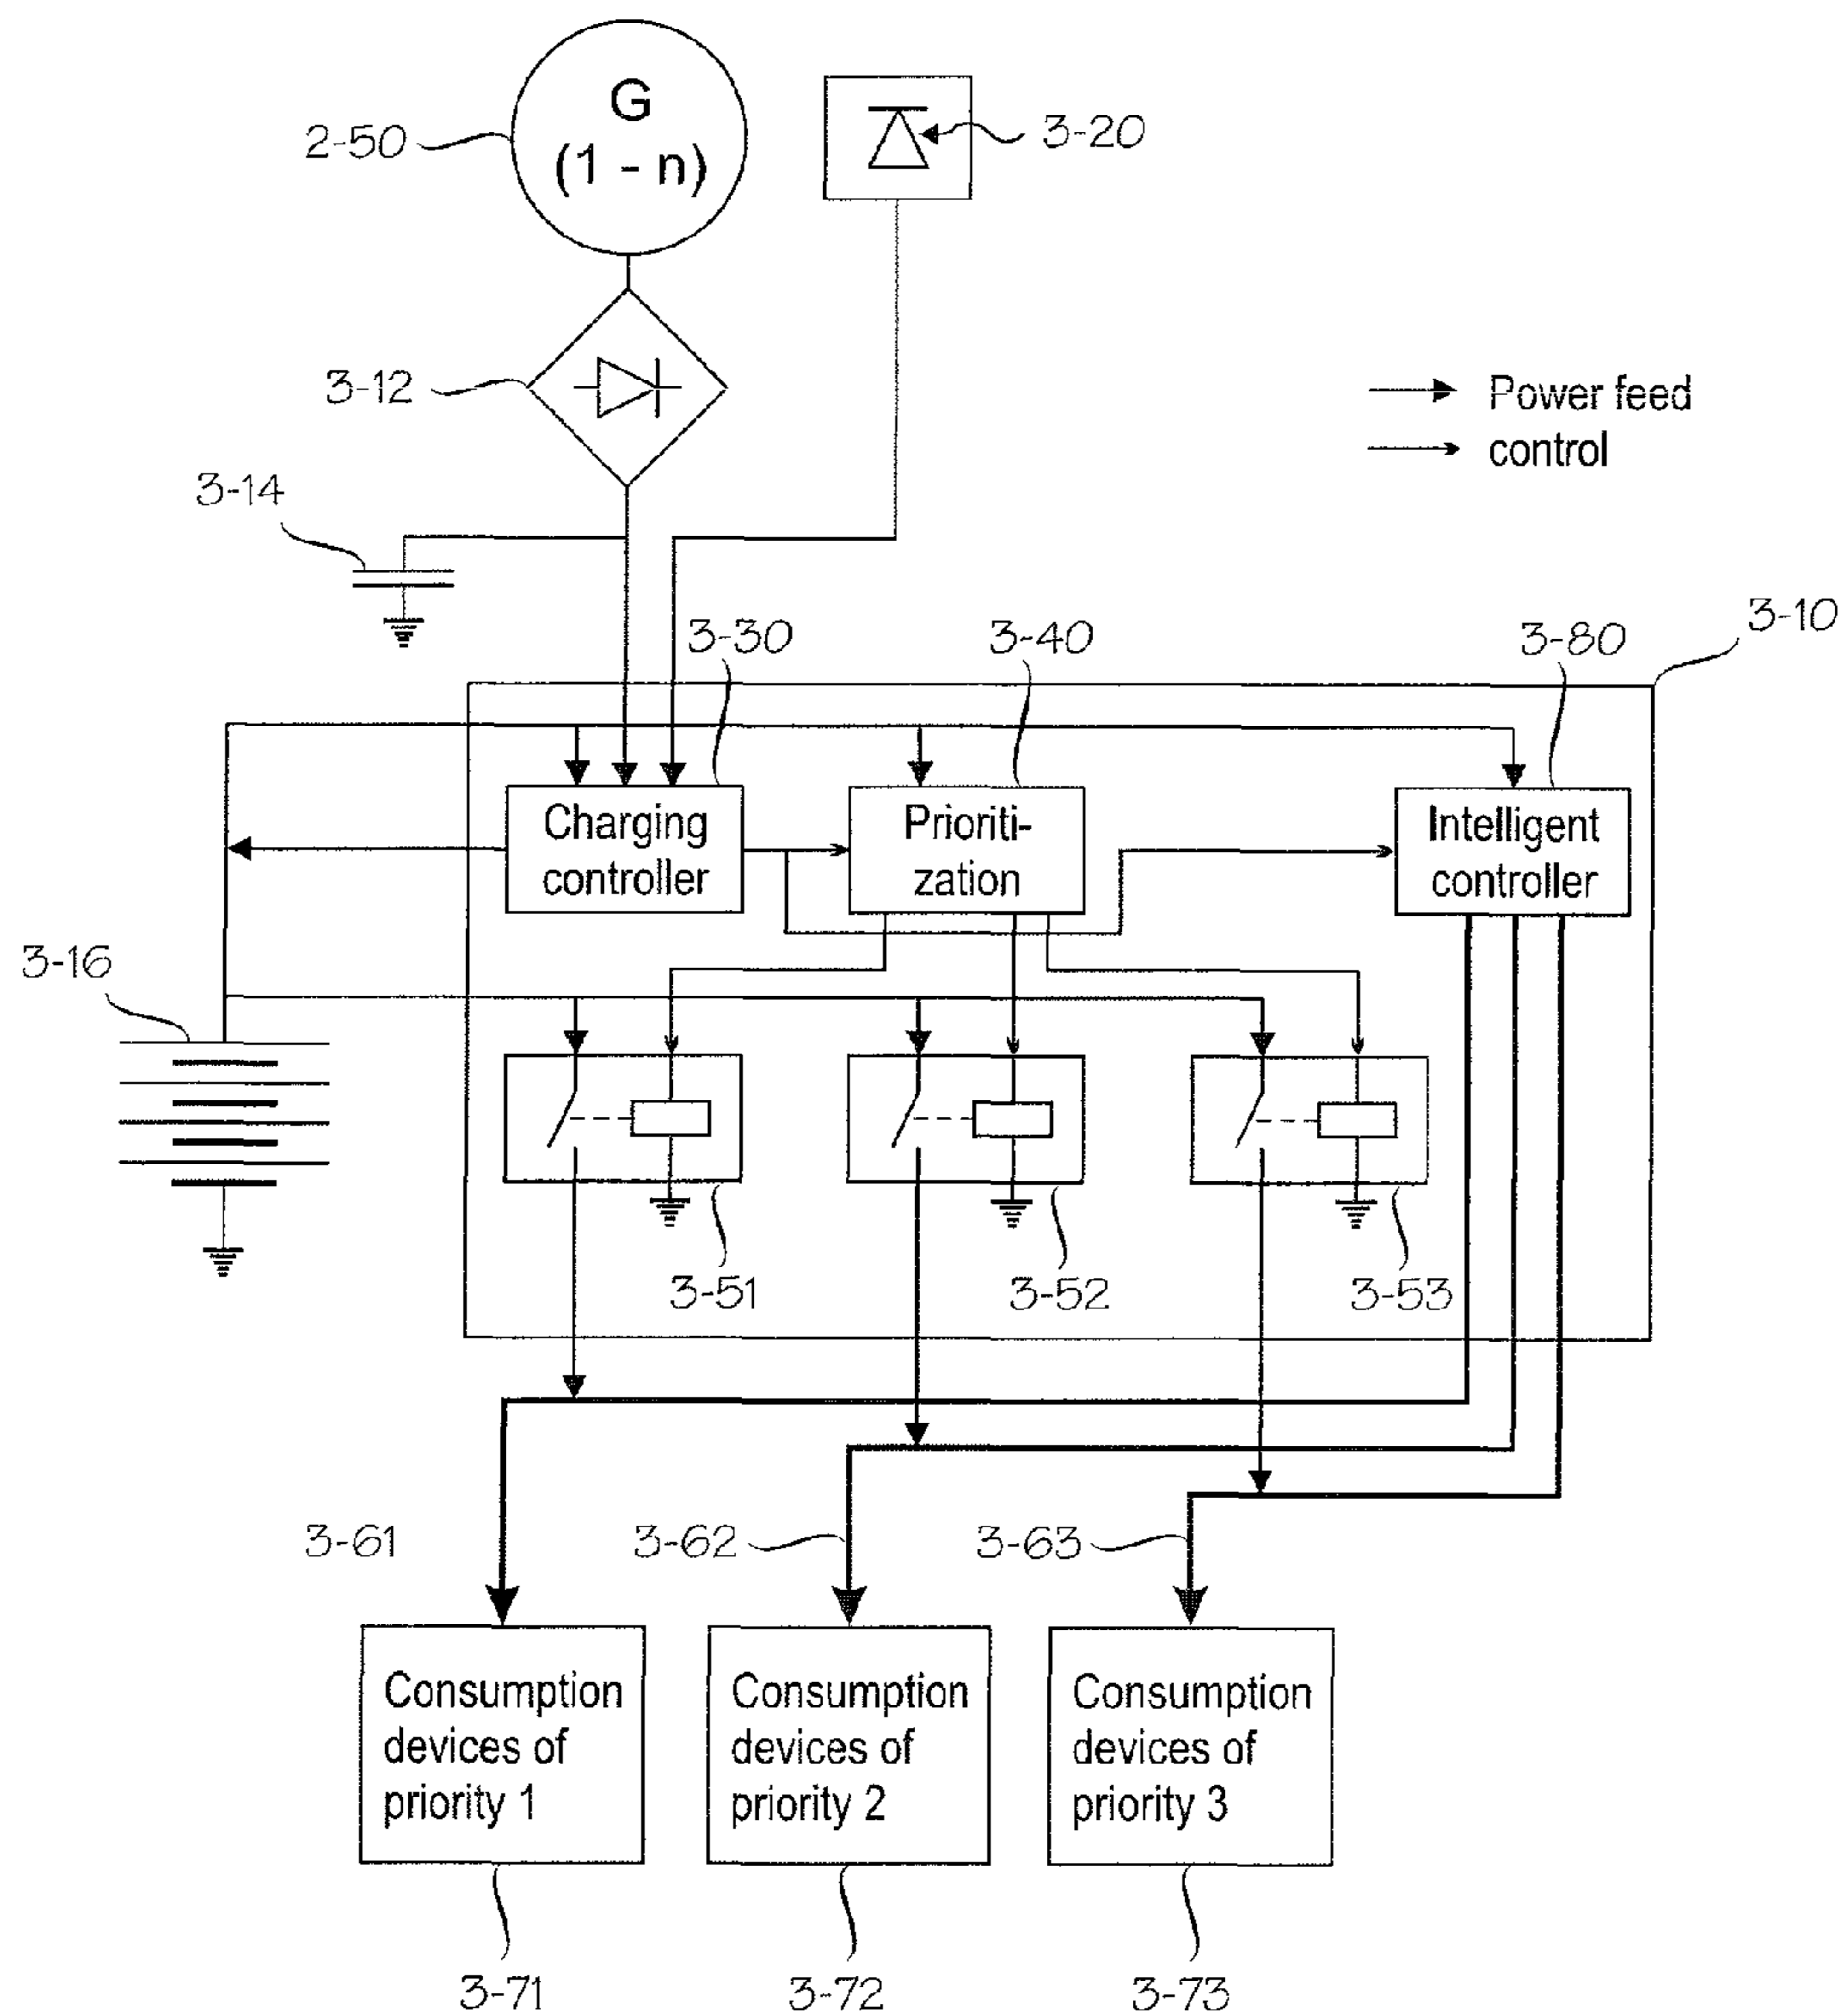 G
(1 - n)
2-50
3-20
3-12
Power feed
control
3-14
3-10
3-30
3-40
3-80
Charging
controller
Prioriti-
zation
Intelligent
controller
3-16
3-51
3-52
3-53
3-61
3-62
3-63
Consumption
devices of
priority 1
Consumption
devices of
priority 2
Consumption
devices of
priority 3
3-71
3-72
3-73